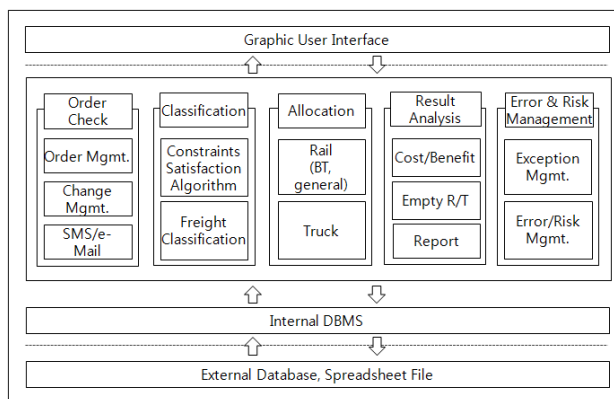 Graphic User Interface
Order
Check
Order Mgmt.
Change
Mgmt.
SMS/e-
Mail
Classification
Constraints
Satisfaction
Algorithm
Freight
Classification
Allocation
Rail
(BT,
general)
Truck
Result
Analysis
Cost/Benefit
Empty R/T
Report
Error & Risk
Management
Exception
Mgmt.
Error/Risk
Mgmt.
Internal DBMS
External Database, Spreadsheet File